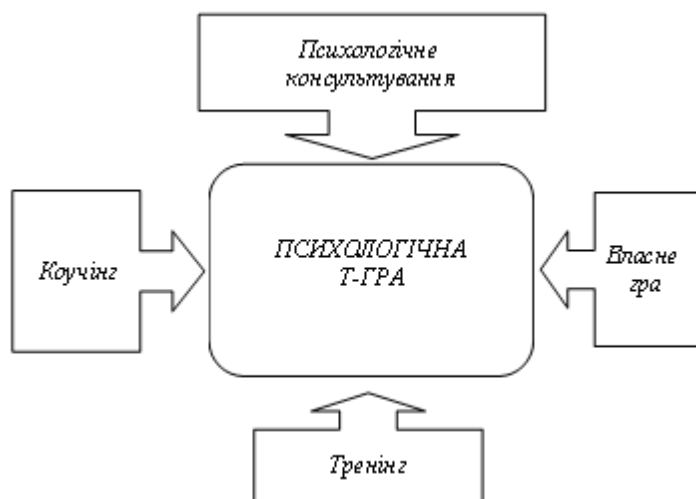 Психологічне
консультування
Коучінг
ПСИХОЛОГІЧНА
Т-ГРА
Власне
гра
Тренінг